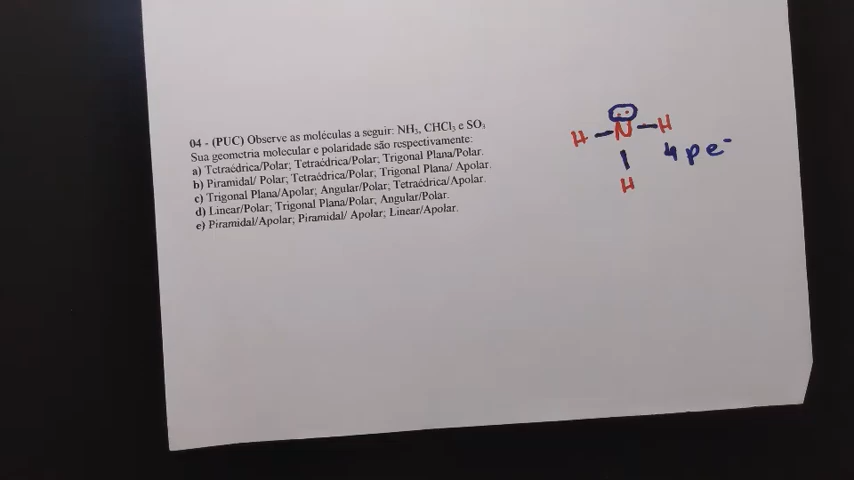 04 - (PUC) Observe as moléculas a seguir: NH₃, CHCl₃ e SO₃
Sua geometria molecular e polaridade são respectivamente:
a) Tetraédrica/Polar; Tetraédrica/Polar; Trigonal Plana/Polar.
b) Piramidal/ Polar; Tetraédrica/Polar; Trigonal Plana/ Apolar.
c) Trigonal Plana/Apolar; Angular/Polar; Tetraédrica/Apolar.
d) Linear/Polar; Trigonal Plana/Polar; Angular/Polar.
e) Piramidal/Apolar; Piramidal/ Apolar; Linear/Apolar.
H – N – H
4 p e⁻
H